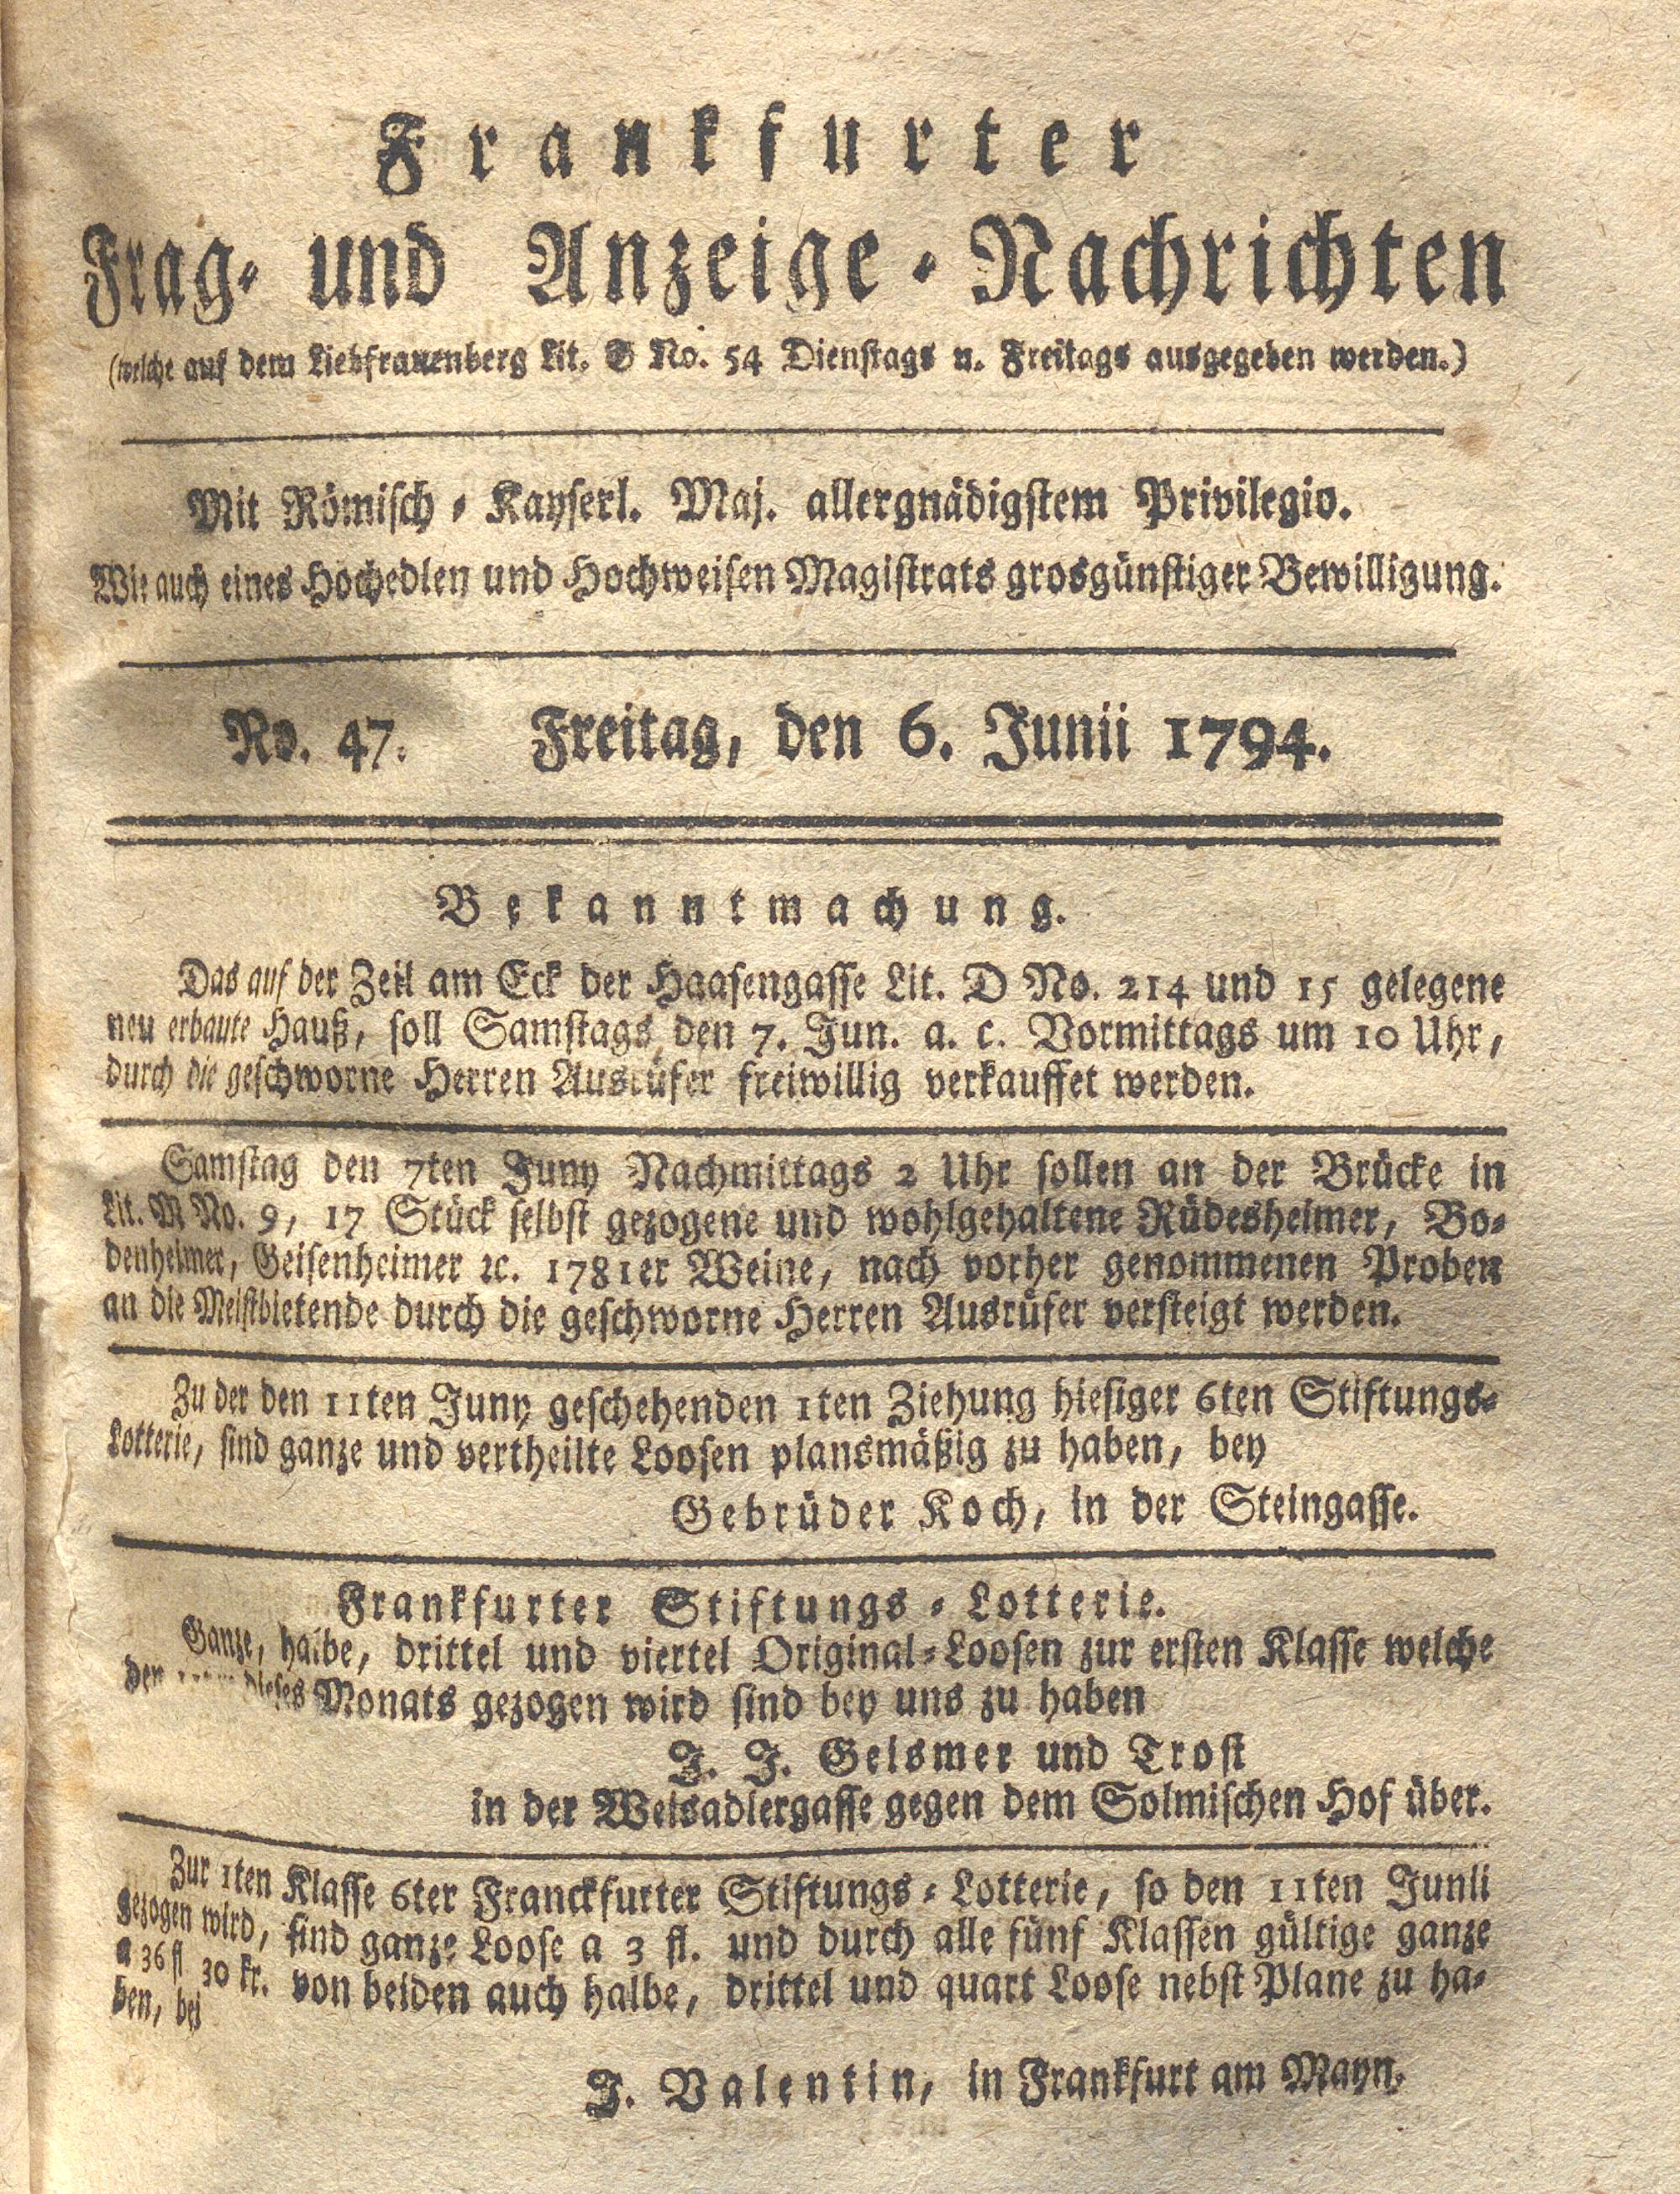 Frankfurter
Frag- und Anzeige-Nachrichten
(welche auf dem Liebfrauenberg Lit. G No. 54 Dienstags u. Freitags ausgegeben werden.)
Mit Römisch-Kayserl. Maj. allergnädigstem Privilegio.
Wie auch eines Hochedlen und Hochweisen Magistrats grosgünstiger Bewilligung.
No. 47. Freitag, den 6. Junii 1794.
Bekanntmachung.
Das auf der Zeil am Eck der Haasengasse Lit. D No. 214 und 15 gelegene
neu erbaute Hauß, soll Samstags den 7. Jun. a. c. Vormittags um 10 Uhr,
durch die geschworne Herren Ausrüfer freiwillig verkauffet werden.
Samstag den 7ten Juny Nachmittags 2 Uhr sollen an der Brücke in
Lit. M No. 9, 17 Stück selbst gezogene und wohlgehaltene Rüdesheimer, Bo-
denheimer, Geisenheimer ꝛc. 1781er Weine, nach vorher genommenen Proben
an die Meistbietende durch die geschworne Herren Ausrüfer versteigt werden.
Zu der den 11ten Juny geschehenden 1ten Ziehung hiesiger 6ten Stiftungs-
Lotterie, sind ganze und vertheilte Loosen plansmäßig zu haben, bey
Gebrüder Koch, in der Steingasse.
Frankfurter Stiftungs-Lotterie.
Ganze, halbe, drittel und viertel Original-Loosen zur ersten Klasse welche
den dieses Monats gezogen wird sind bey uns zu haben
J. J. Geismer und Trost
in der Weisadlergasse gegen dem Solmischen Hof über.
Zur 1ten Klasse 6ter Franckfurter Stiftungs-Lotterie, so den 11ten Junii
gezogen wird, sind ganze Loose a 3 fl. und durch alle fünf Klassen gültige ganze
a 36 fl 30 kr. von beiden auch halbe, drittel und quart Loose nebst Plane zu ha-
ben, bei
J. Valentin, in Frankfurt am Mayn.